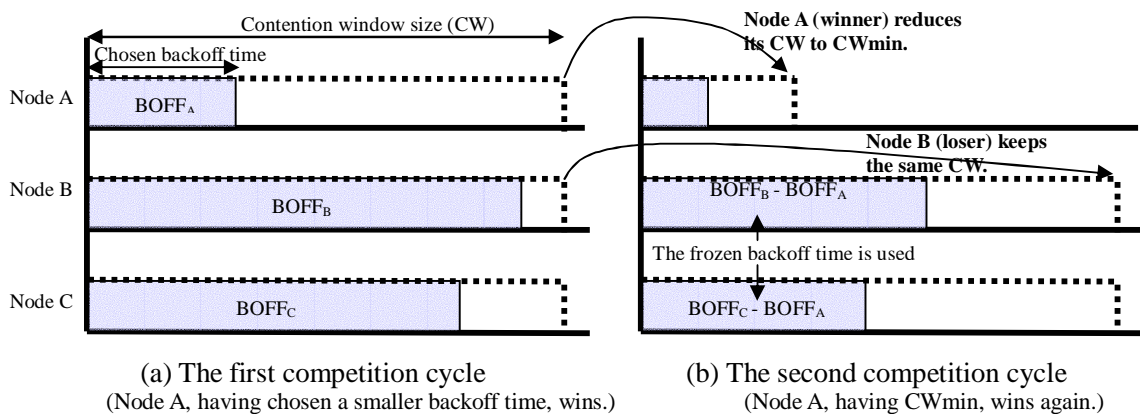 Contention window size (CW)
Chosen backoff time
Node A
BOFFA
Node B
BOFFB
Node C
BOFFC
(a) The first competition cycle
(Node A, having chosen a smaller backoff time, wins.)
Node A (winner) reduces
its CW to CWmin.
Node B (loser) keeps
the same CW.
BOFFB - BOFFA
The frozen backoff time is used
BOFFC - BOFFA
(b) The second competition cycle
(Node A, having CWmin, wins again.)